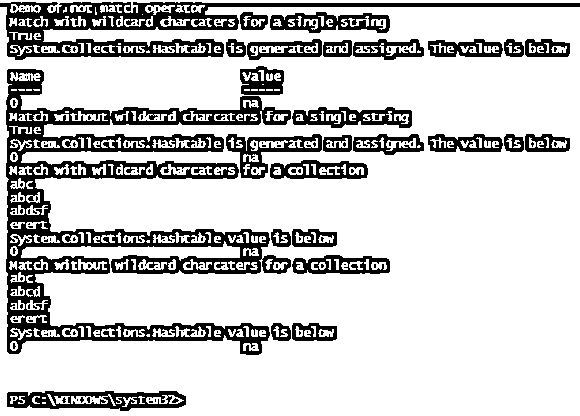 Demo of not match operator
Match with wildcard charcaters for a single string
True
System.Collections.Hashtable is generated and assigned. The value is below
Name Value
---- -----
0 na
Match without wildcard charcaters for a single string
True
System.Collections.Hashtable is generated and assigned. The value is below
0 na
Match with wildcard charcaters for a collection
abc
abcd
abdsf
erert
System.Collections.Hashtable value is below
0 na
Match without wildcard charcaters for a collection
abc
abcd
abdsf
erert
System.Collections.Hashtable value is below
0 na
PS C:\WINDOWS\system32>